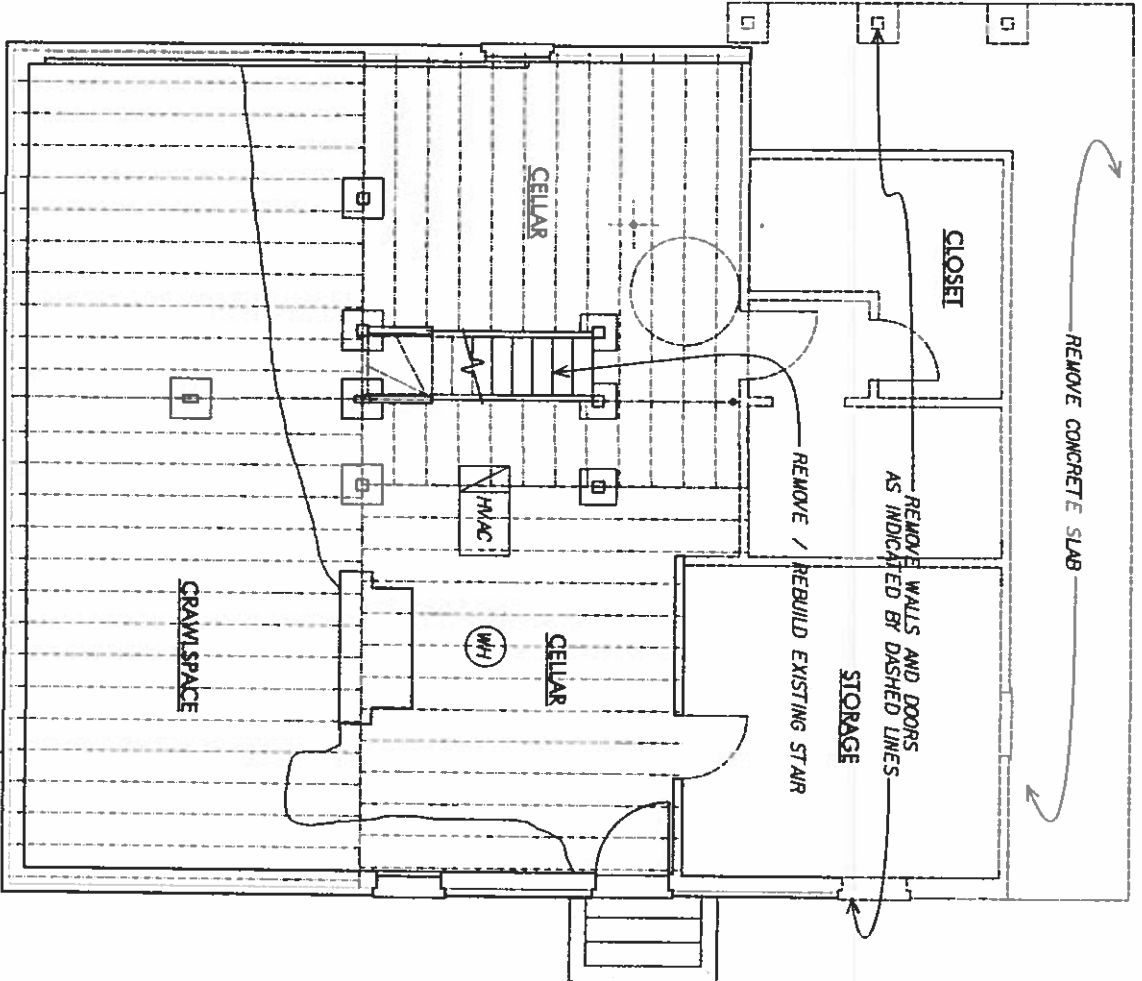 REMOVE CONCRETE SLAB
CLOSET
REMOVE WALLS AND DOORS
AS INDICATED BY DASHED LINES
STORAGE
REMOVE / REBUILD EXISTING STAIR
CELLAR
CELLAR
HVAC
WH
CRAWLSPACE